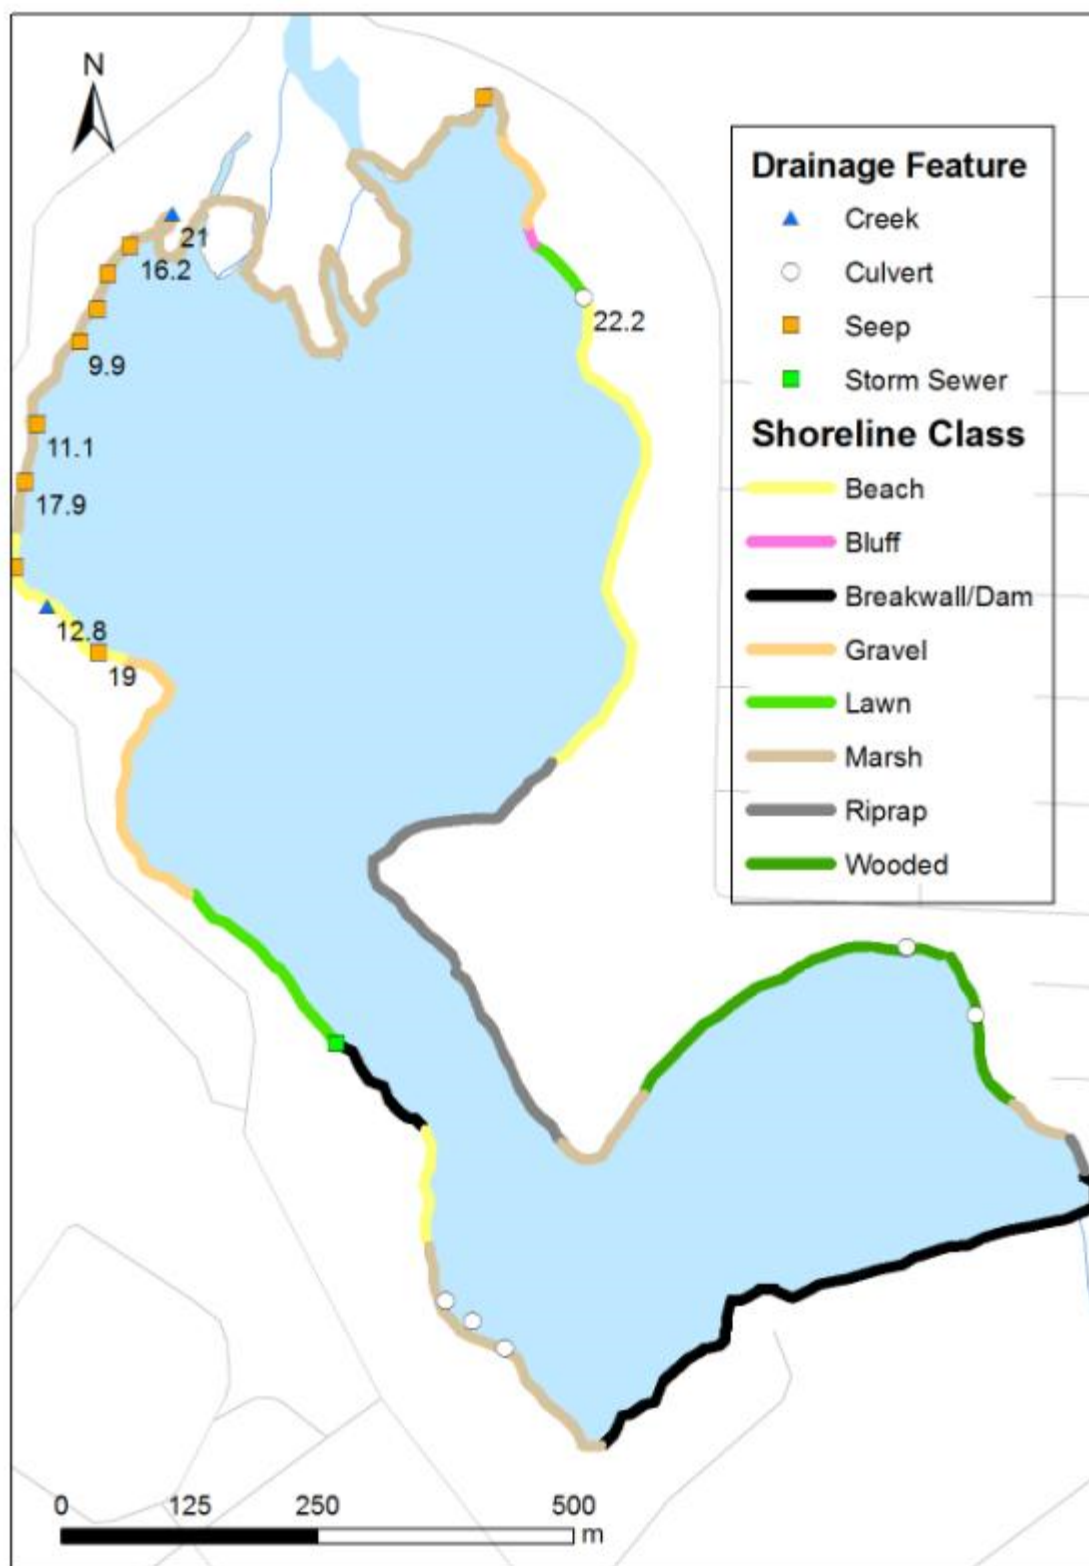 N
Drainage Feature
Creek
Culvert
Seep
Storm Sewer
Shoreline Class
Beach
Bluff
Breakwall/Dam
Gravel
Lawn
Marsh
Riprap
Wooded
21
16.2
22.2
9.9
11.1
17.9
12.8
19
0 125 250 500
m